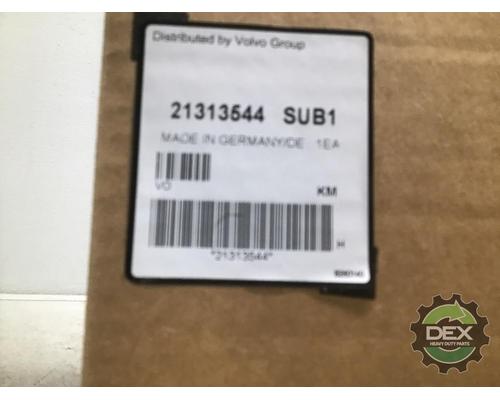 Distributed by Volvo Group
21313544 SUB1
MADE IN GERMANY/DE 1EA
VO
KM
H
*21313544*
DEX
HEAVY DUTY PARTS